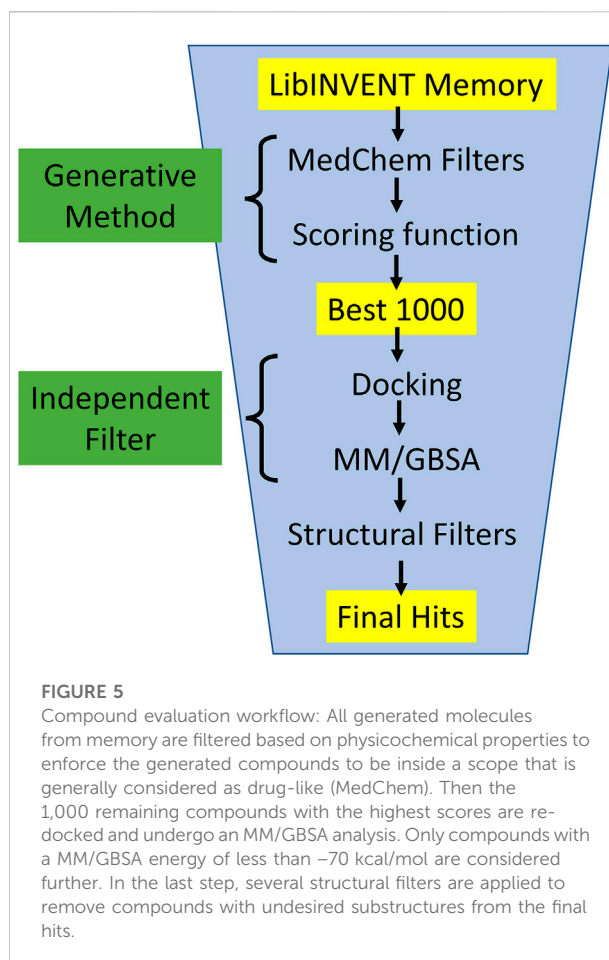 LibINVENT Memory
MedChem Filters
Generative
Method
Scoring function
Best 1000
Docking
Independent
Filter
MM/GBSA
Structural Filters
Final Hits
FIGURE 5
Compound evaluation workflow: All generated molecules
from memory are filtered based on physicochemical properties to
enforce the generated compounds to be inside a scope that is
generally considered as drug-like (MedChem). Then the
1,000 remaining compounds with the highest scores are re-
docked and undergo an MM/GBSA analysis. Only compounds with
a MM/GBSA energy of less than −70 kcal/mol are considered
further. In the last step, several structural filters are applied to
remove compounds with undesired substructures from the final
hits.